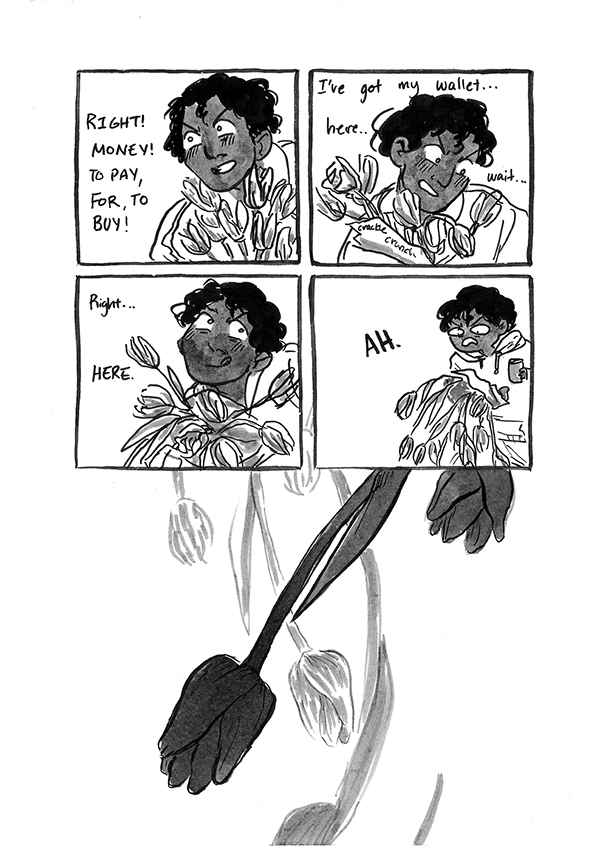 RIGHT!
MONEY!
TO PAY,
FOR, TO
BUY!
I've got my wallet...
here..
wait...
crackle
crunch
Right...
HERE.
AH.